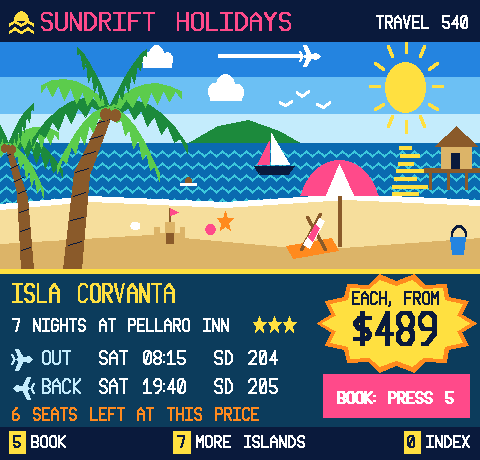 SUNDRIFT HOLIDAYS TRAVEL 540
ISLA CORVANTA
7 NIGHTS AT PELLARO INN
OUT SAT 08:15 SD 204
BACK SAT 19:40 SD 205
6 SEATS LEFT AT THIS PRICE
EACH, FROM
$489
BOOK: PRESS 5
5 BOOK 7 MORE ISLANDS 0 INDEX